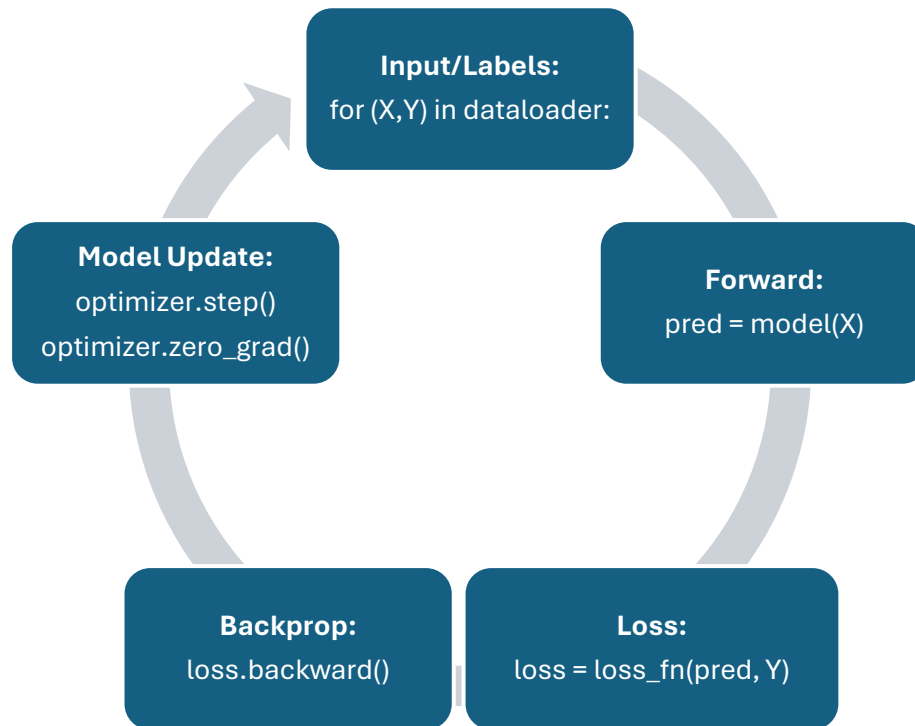 Input/Labels:
for (X,Y) in dataloader:
Forward:
pred = model(X)
Loss:
loss = loss_fn(pred, Y)
Backprop:
loss.backward()
Model Update:
optimizer.step()
optimizer.zero_grad()